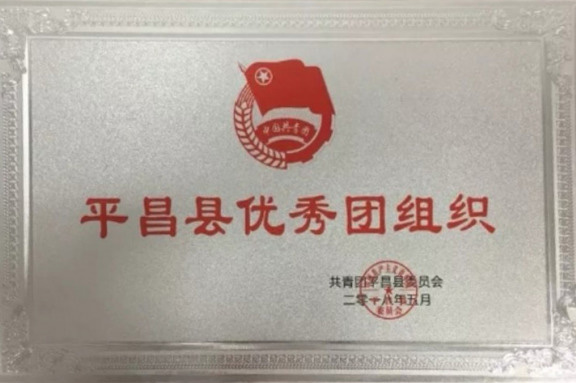 中国共青团
平昌县优秀团组织
共青团平昌县委员会
二零一八年五月